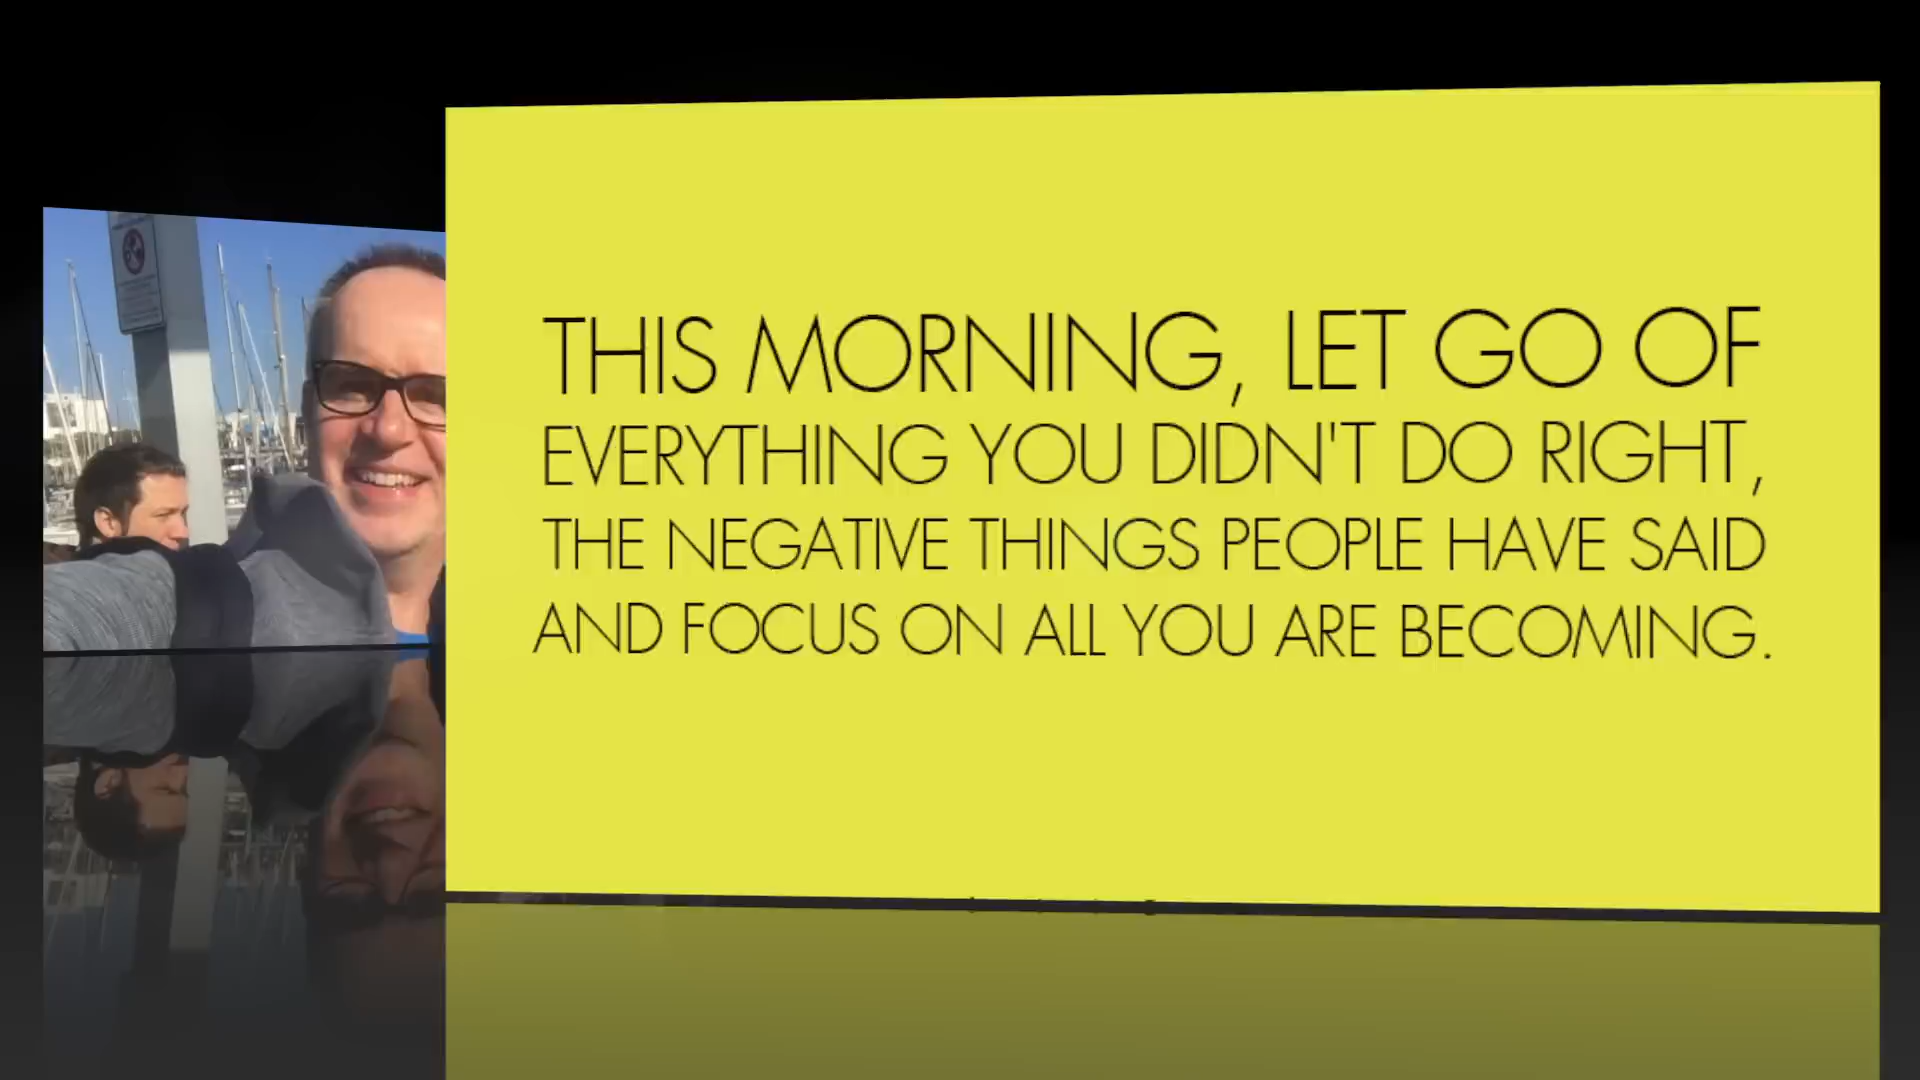 THIS MORNING, LET GO OF
EVERYTHING YOU DIDN'T DO RIGHT,
THE NEGATIVE THINGS PEOPLE HAVE SAID
AND FOCUS ON ALL YOU ARE BECOMING.